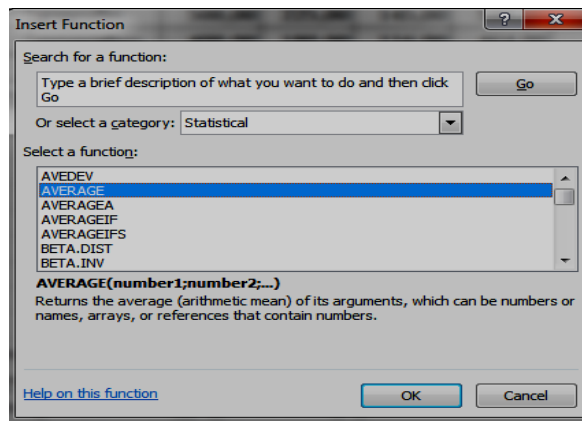 Insert Function
Search for a function:
Type a brief description of what you want to do and then click
Go
Go
Or select a category: Statistical
Select a function:
AVEDEV
AVERAGE
AVERAGEA
AVERAGEIF
AVERAGEIFS
BETA.DIST
BETA.INV
AVERAGE(number1;number2;...)
Returns the average (arithmetic mean) of its arguments, which can be numbers or
names, arrays, or references that contain numbers.
Help on this function
OK
Cancel